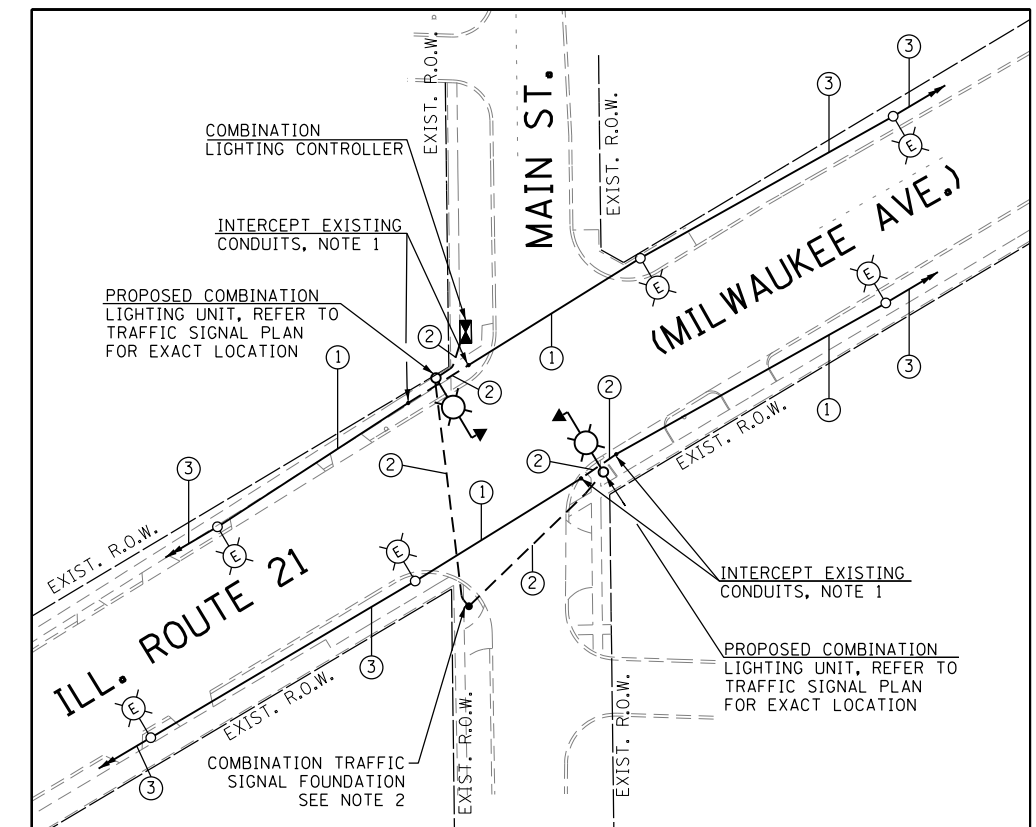 EXIST. R.O.W.
MAIN ST.
EXIST. R.O.W.
3
3
E
COMBINATION
LIGHTING CONTROLLER
INTERCEPT EXISTING
CONDUITS, NOTE 1
PROPOSED COMBINATION
LIGHTING UNIT, REFER TO
TRAFFIC SIGNAL PLAN
FOR EXACT LOCATION
(MILWAUKEE AVE.)
E
E
2
1
1
2
2
3
1
EXIST. R.O.W.
3
2
2
1
EXIST. R.O.W.
E
E
2
ILL. ROUTE 21
INTERCEPT EXISTING
CONDUITS, NOTE 1
PROPOSED COMBINATION
LIGHTING UNIT, REFER TO
TRAFFIC SIGNAL PLAN
FOR EXACT LOCATION
3
E
EXIST. R.O.W.
3
COMBINATION TRAFFIC
SIGNAL FOUNDATION
SEE NOTE 2
EXIST. R.O.W.
EXIST. R.O.W.